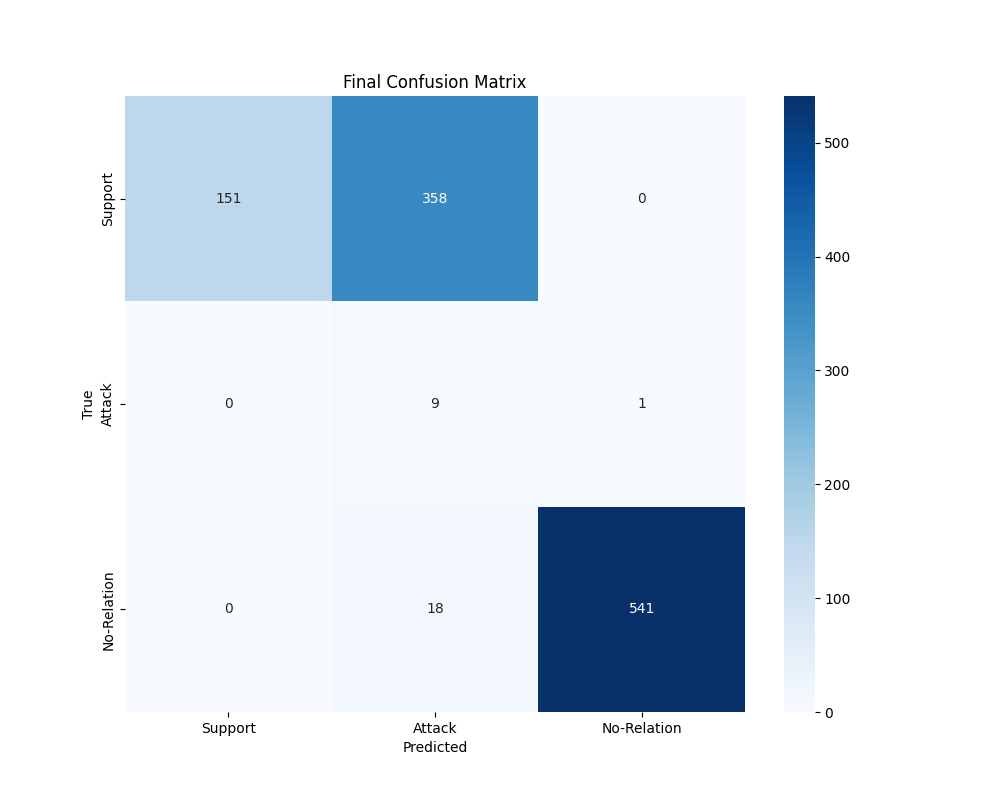 Final Confusion Matrix
Support
151
358
0
True
Attack
0
9
1
No-Relation
0
18
541
Support
Attack
No-Relation
Predicted
500
400
300
200
100
0